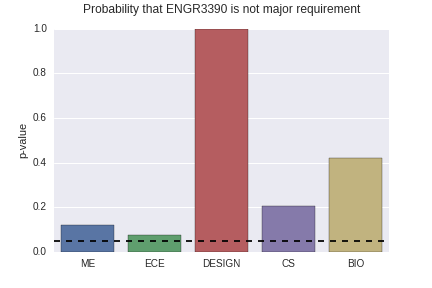 Probability that ENGR3390 is not major requirement
1.0
0.8
0.6
0.4
0.2
0.0
p-value
ME ECE DESIGN CS BIO